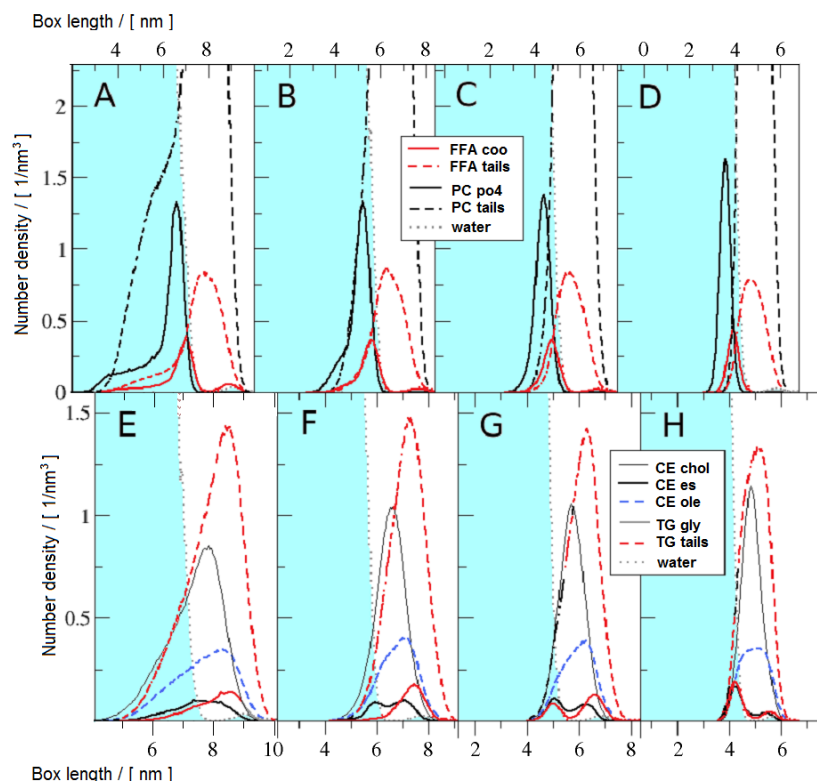 Box length / [ nm ]
4 6 8 2 4 6 8 2 4 6 8 0 2 4 6
Number density / [ 1/nm³ ]
2
1.5
1
0.5
0
A B C D
FFA coo
FFA tails
PC po4
PC tails
water
Number density / [ 1/nm³ ]
1.5
1
0.5
E F G H
CE chol
CE es
CE ole
TG gly
TG tails
water
6 8 10 4 6 8 2 4 6 8 2 4 6
Box length / [ nm ]